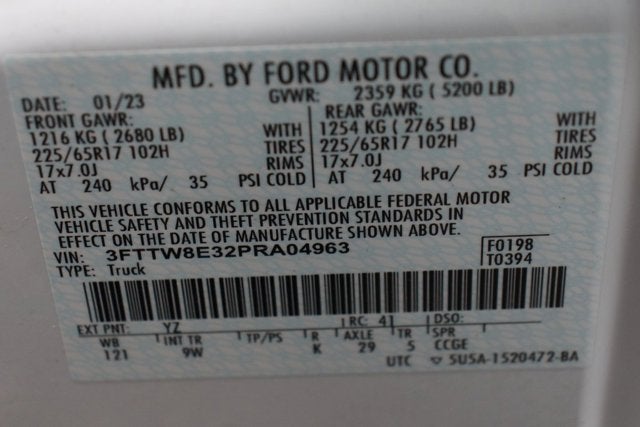 MFD. BY FORD MOTOR CO.
DATE: 01/23 GVWR: 2359 KG ( 5200 LB)
FRONT GAWR: REAR GAWR:
1216 KG ( 2680 LB) WITH 1254 KG ( 2765 LB) WITH
225/65R17 102H TIRES 225/65R17 102H TIRES
17x7.0J RIMS 17x7.0J RIMS
AT 240 kPa/ 35 PSI COLD AT 240 kPa/ 35 PSI COLD
THIS VEHICLE CONFORMS TO ALL APPLICABLE FEDERAL MOTOR
VEHICLE SAFETY AND THEFT PREVENTION STANDARDS IN
EFFECT ON THE DATE OF MANUFACTURE SHOWN ABOVE.
VIN: 3FTTW8E32PRA04963 F0198
TYPE: Truck T0394
EXT PNT: YZ RC: 41 DSO:
WB INT TR TP/PS R AXLE TR SPR
121 9W K 29 5 CCGE
UTC 5U5A-1520472-BA